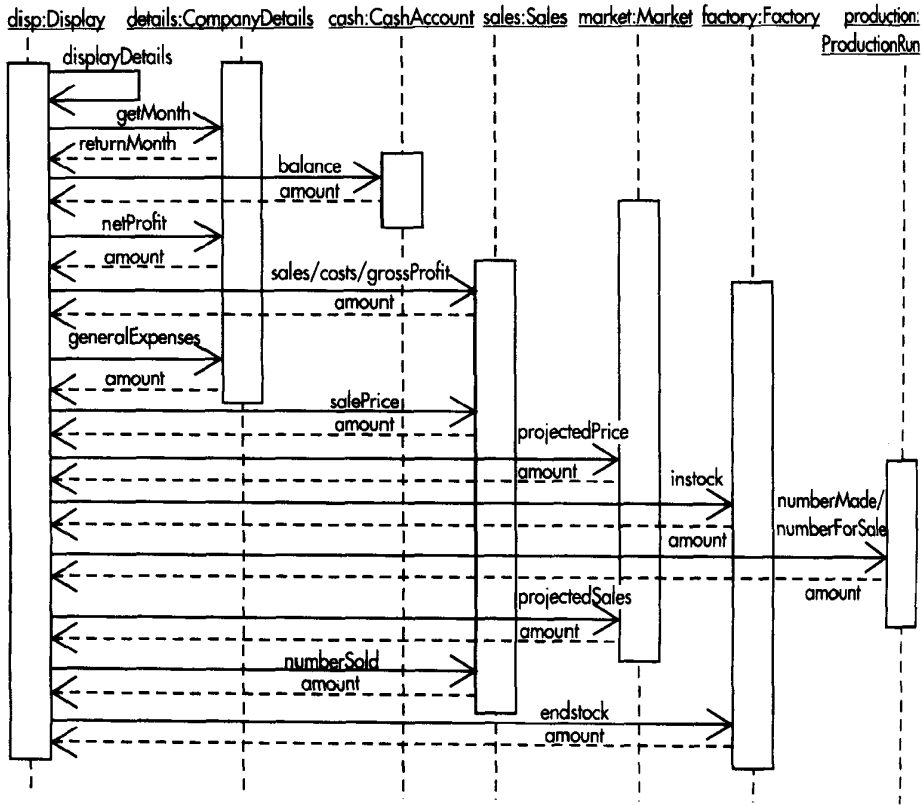 disp:Display details:CompanyDetails cash:CashAccount sales:Sales market:Market factory:Factory production:
ProductionRun
displayDetails
getMonth
returnMonth
balance
amount
netProfit
amount
sales/costs/grossProfit
amount
generalExpenses
amount
salePrice
amount
projectedPrice
amount
instock
amount
numberMade/
numberForSale
amount
projectedSales
amount
numberSold
amount
endstock
amount